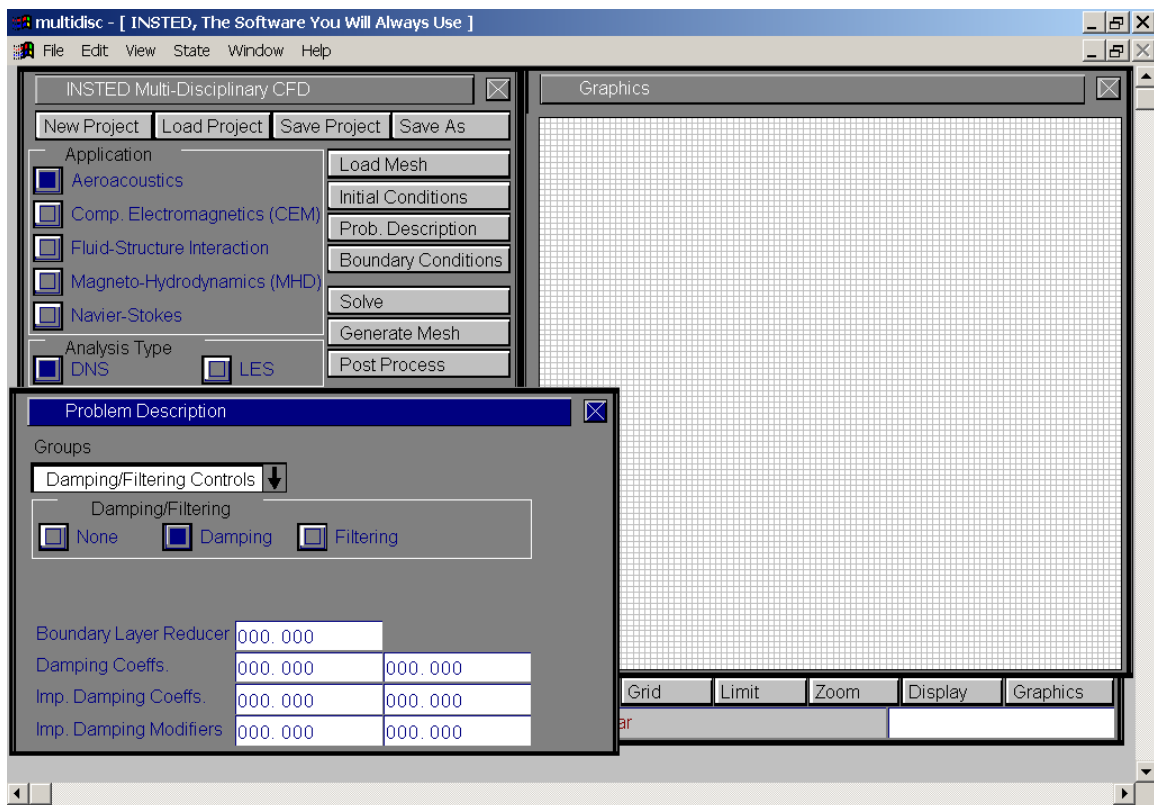 multidisc - [ INSTED, The Software You Will Always Use ]
File Edit View State Window Help
INSTED Multi-Disciplinary CFD
New Project Load Project Save Project Save As
Application
Aeroacoustics
Comp. Electromagnetics (CEM)
Fluid-Structure Interaction
Magneto-Hydrodynamics (MHD)
Navier-Stokes
Analysis Type
DNS LES
Load Mesh
Initial Conditions
Prob. Description
Boundary Conditions
Solve
Generate Mesh
Post Process
Graphics
Problem Description
Groups
Damping/Filtering Controls
Damping/Filtering
None Damping Filtering
Boundary Layer Reducer 000. 000
Damping Coeffs. 000. 000 000. 000
Imp. Damping Coeffs. 000. 000 000. 000
Imp. Damping Modifiers 000. 000 000. 000
Grid Limit Zoom Display Graphics
ar